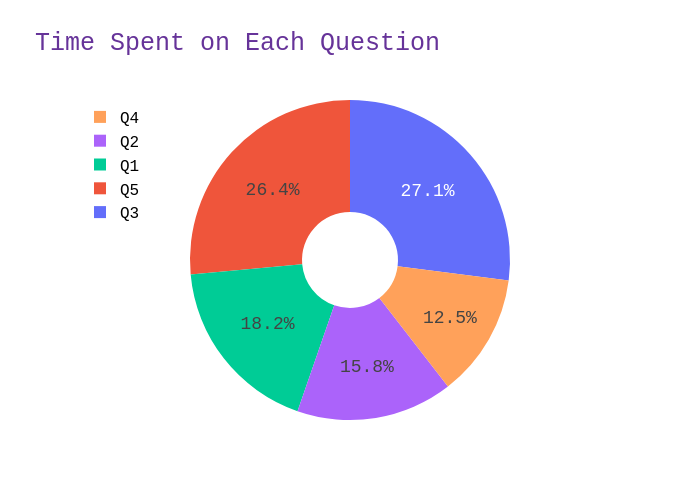 Time Spent on Each Question
Q4
Q2
Q1
Q5
Q3
26.4%
27.1%
18.2%
12.5%
15.8%